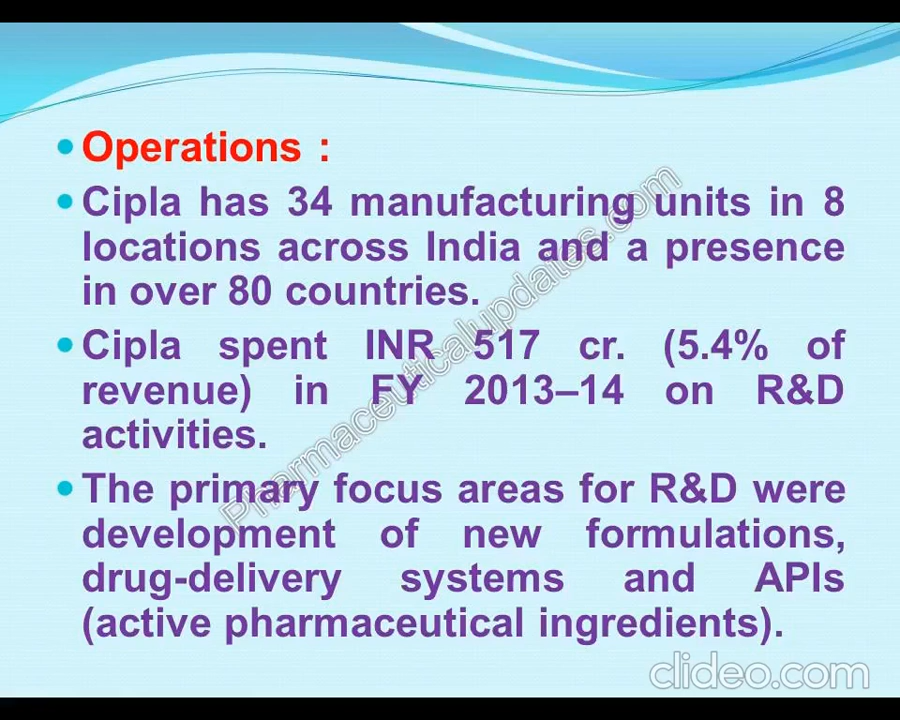 Operations :
Cipla has 34 manufacturing units in 8
locations across India and a presence
in over 80 countries.
Cipla spent INR 517 cr. (5.4% of
revenue) in FY 2013–14 on R&D
activities.
The primary focus areas for R&D were
development of new formulations,
drug-delivery systems and APIs
(active pharmaceutical ingredients).
Pharmaceuticalupdates.com
clideo.com